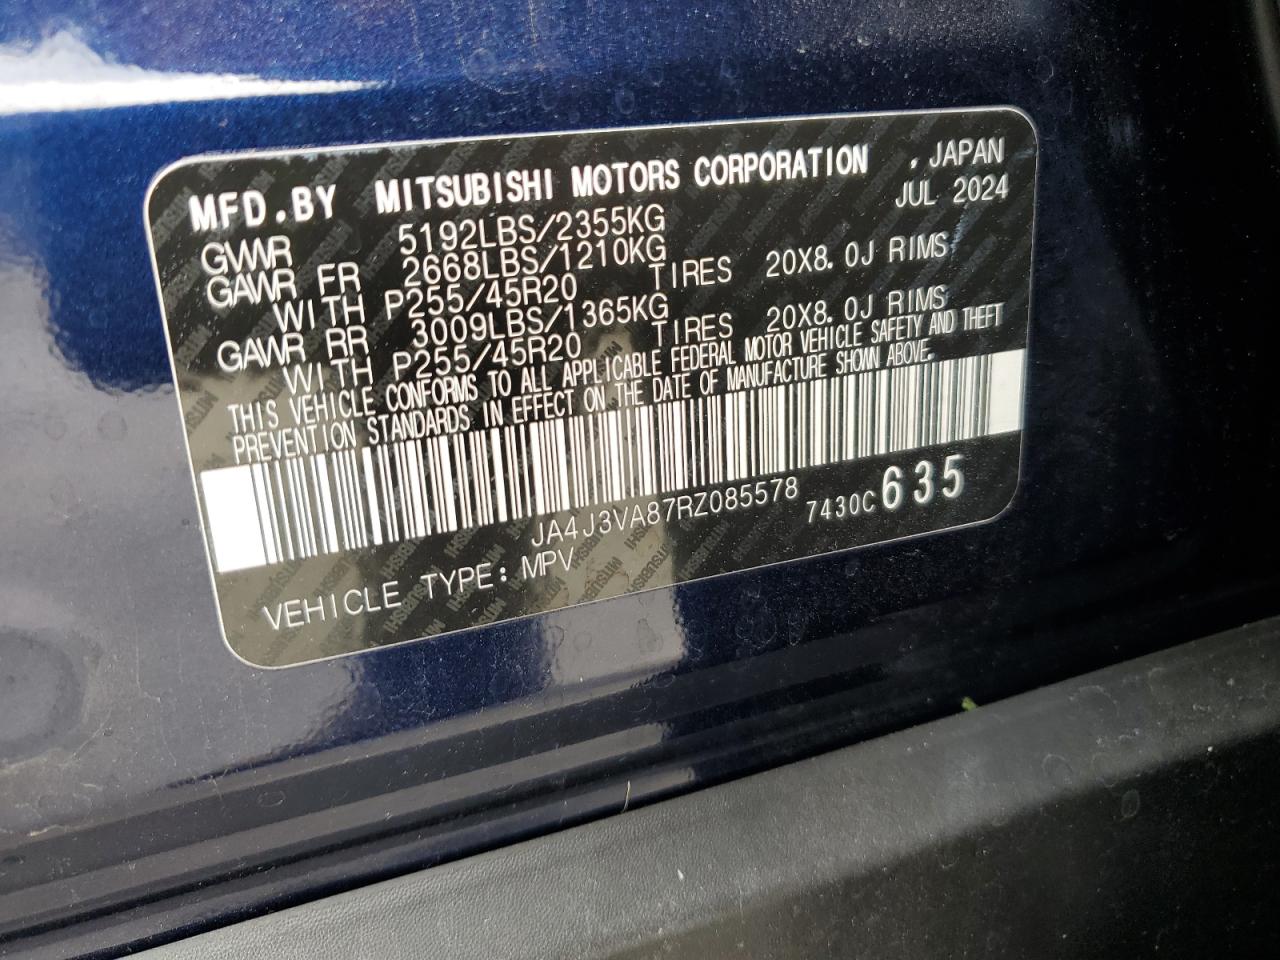 MFD.BY MITSUBISHI MOTORS CORPORATION , JAPAN
JUL 2024
GVWR 5192LBS/2355KG
GAWR FR 2668LBS/1210KG
WITH P255/45R20 TIRES 20X8.0J RIMS
GAWR RR 3009LBS/1365KG
WITH P255/45R20 TIRES 20X8.0J RIMS
THIS VEHICLE CONFORMS TO ALL APPLICABLE FEDERAL MOTOR VEHICLE SAFETY AND THEFT
PREVENTION STANDARDS IN EFFECT ON THE DATE OF MANUFACTURE SHOWN ABOVE.
JA4J3VA87RZ085578 7430C 635
VEHICLE TYPE: MPV